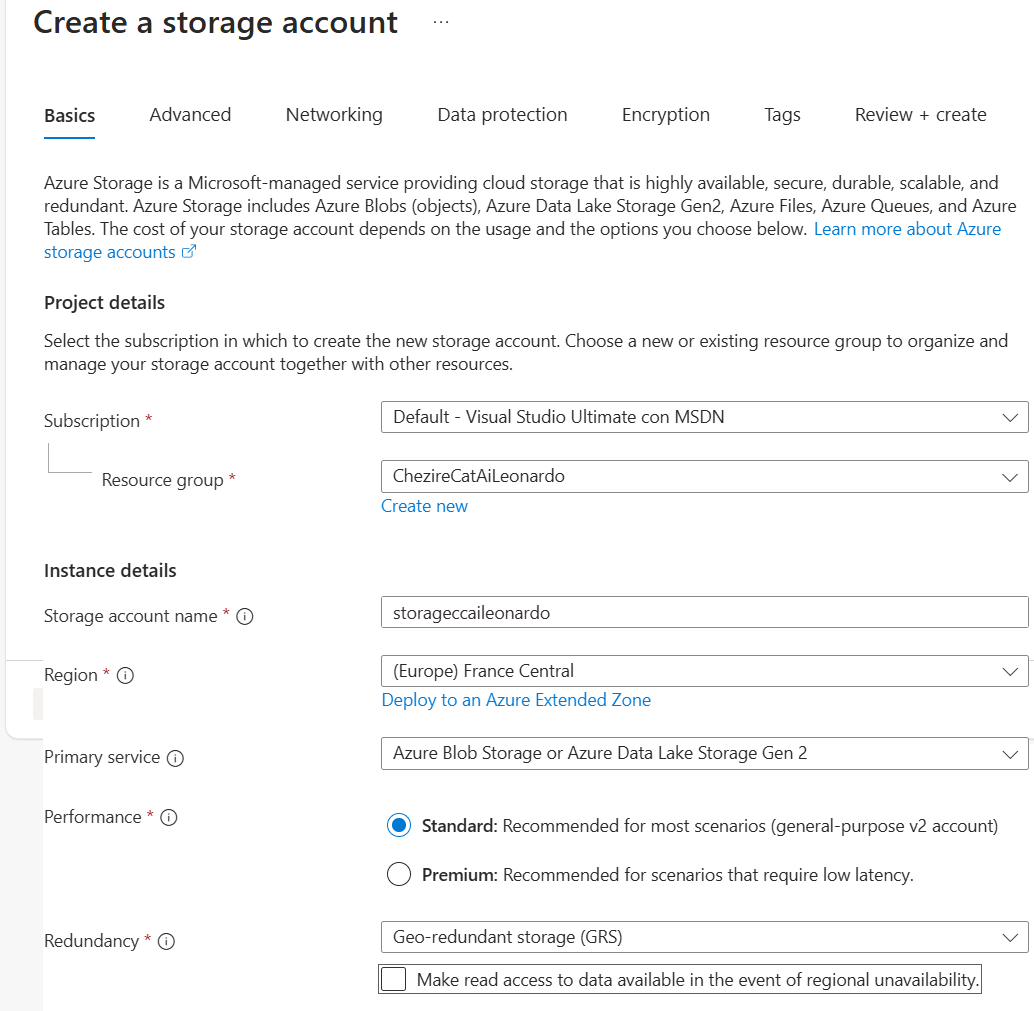 Create a storage account ...
Basics Advanced Networking Data protection Encryption Tags Review + create
Azure Storage is a Microsoft-managed service providing cloud storage that is highly available, secure, durable, scalable, and
redundant. Azure Storage includes Azure Blobs (objects), Azure Data Lake Storage Gen2, Azure Files, Azure Queues, and Azure
Tables. The cost of your storage account depends on the usage and the options you choose below. Learn more about Azure
storage accounts
Project details
Select the subscription in which to create the new storage account. Choose a new or existing resource group to organize and
manage your storage account together with other resources.
Subscription * Default - Visual Studio Ultimate con MSDN
Resource group * ChezireCatAiLeonardo
Create new
Instance details
Storage account name * storageccaileonardo
Region * (Europe) France Central
Deploy to an Azure Extended Zone
Primary service Azure Blob Storage or Azure Data Lake Storage Gen 2
Performance * Standard: Recommended for most scenarios (general-purpose v2 account)
Premium: Recommended for scenarios that require low latency.
Redundancy * Geo-redundant storage (GRS)
Make read access to data available in the event of regional unavailability.